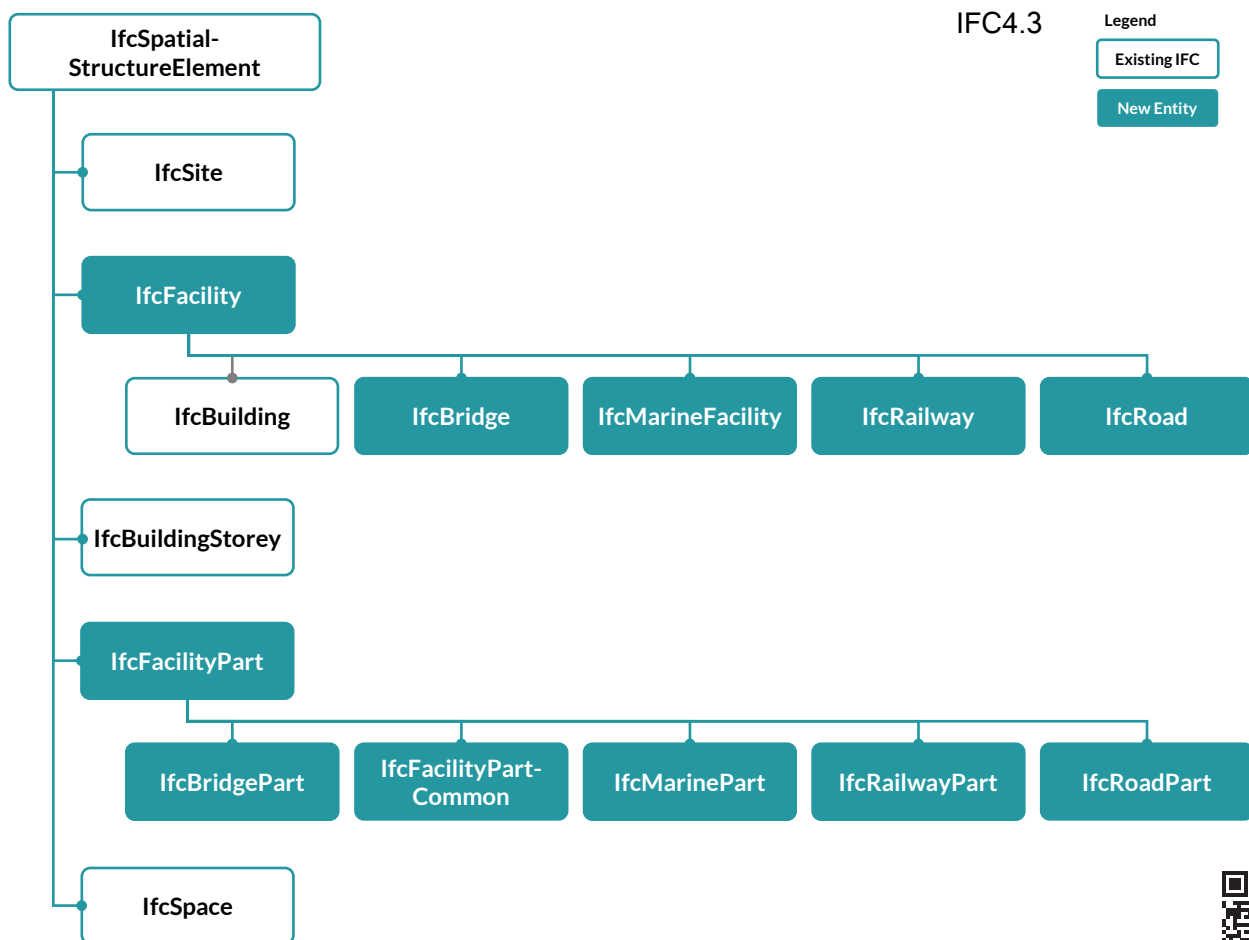 IfcSpatial-
StructureElement
IFC4.3
Legend
Existing IFC
New Entity
IfcSite
IfcFacility
IfcBuilding
IfcBridge
IfcMarineFacility
IfcRailway
IfcRoad
IfcBuildingStorey
IfcFacilityPart
IfcBridgePart
IfcFacilityPart-
Common
IfcMarinePart
IfcRailwayPart
IfcRoadPart
IfcSpace